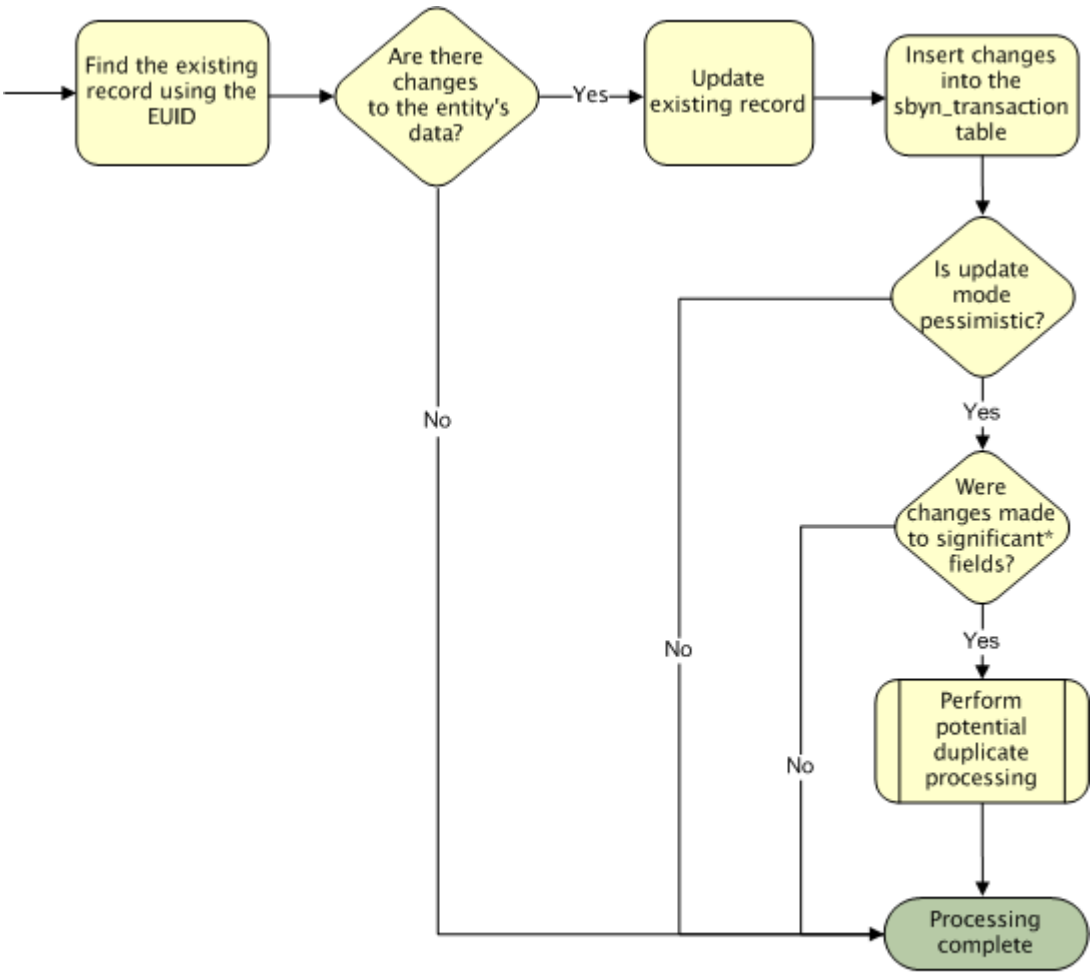 Find the existing
record using the
EUID
Are there
changes
to the entity's
data?
Yes
Update
existing record
Insert changes
into the
sbyn_transaction
table
Is update
mode
pessimistic?
No
Yes
Were
changes made
to significant*
fields?
No
Yes
Perform
potential
duplicate
processing
No
Processing
complete